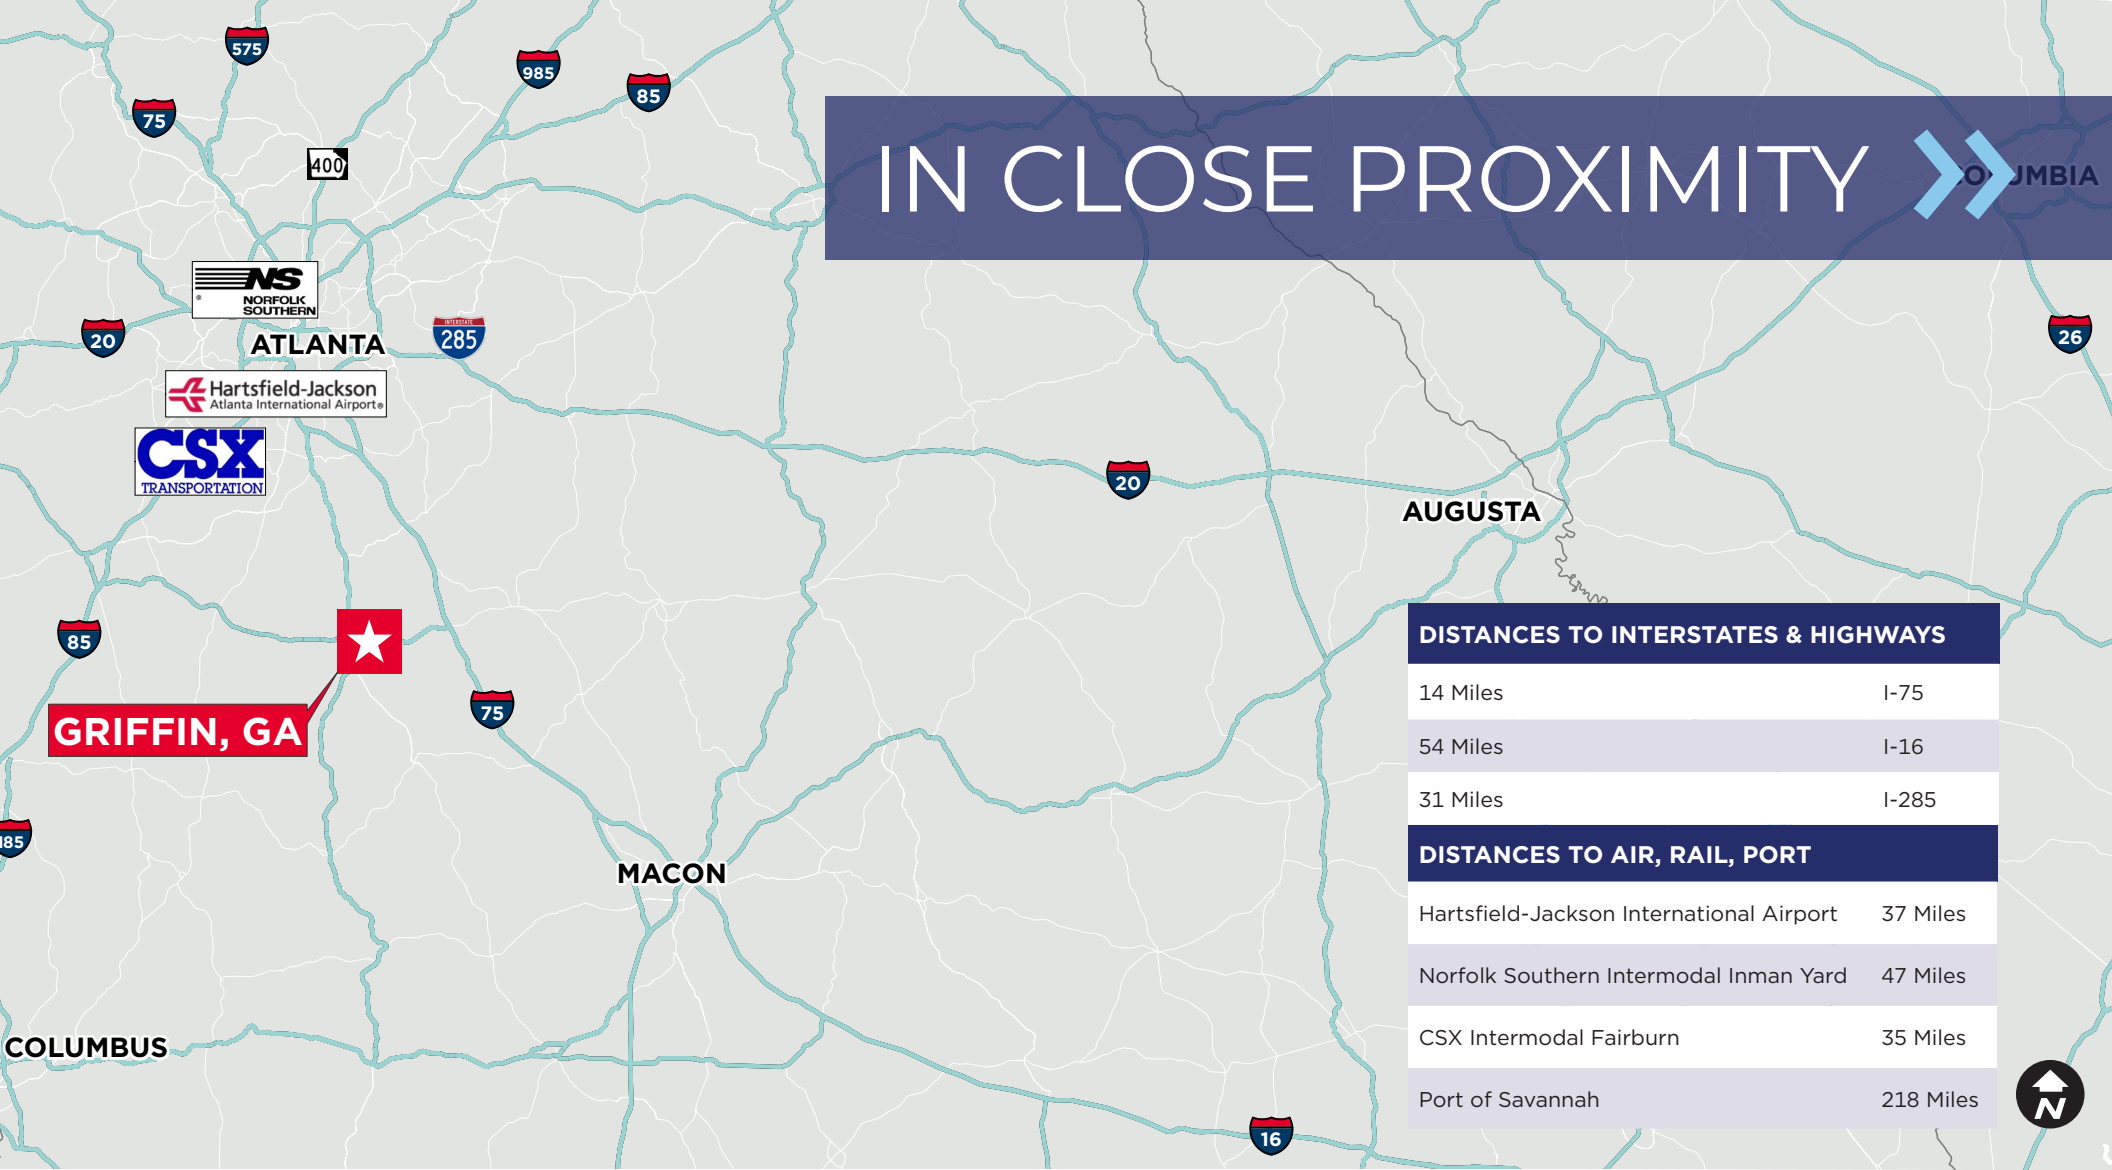 575
985
85
75
400
IN CLOSE PROXIMITY
NS
NORFOLK
SOUTHERN
®
20
ATLANTA
INTERSTATE
285
26
Hartsfield-Jackson
Atlanta International Airport®
CSX
TRANSPORTATION
20
AUGUSTA
85
GRIFFIN, GA
75
185
MACON
COLUMBUS
16
DISTANCES TO INTERSTATES & HIGHWAYS
14 Miles I-75
54 Miles I-16
31 Miles I-285
DISTANCES TO AIR, RAIL, PORT
Hartsfield-Jackson International Airport 37 Miles
Norfolk Southern Intermodal Inman Yard 47 Miles
CSX Intermodal Fairburn 35 Miles
Port of Savannah 218 Miles
N